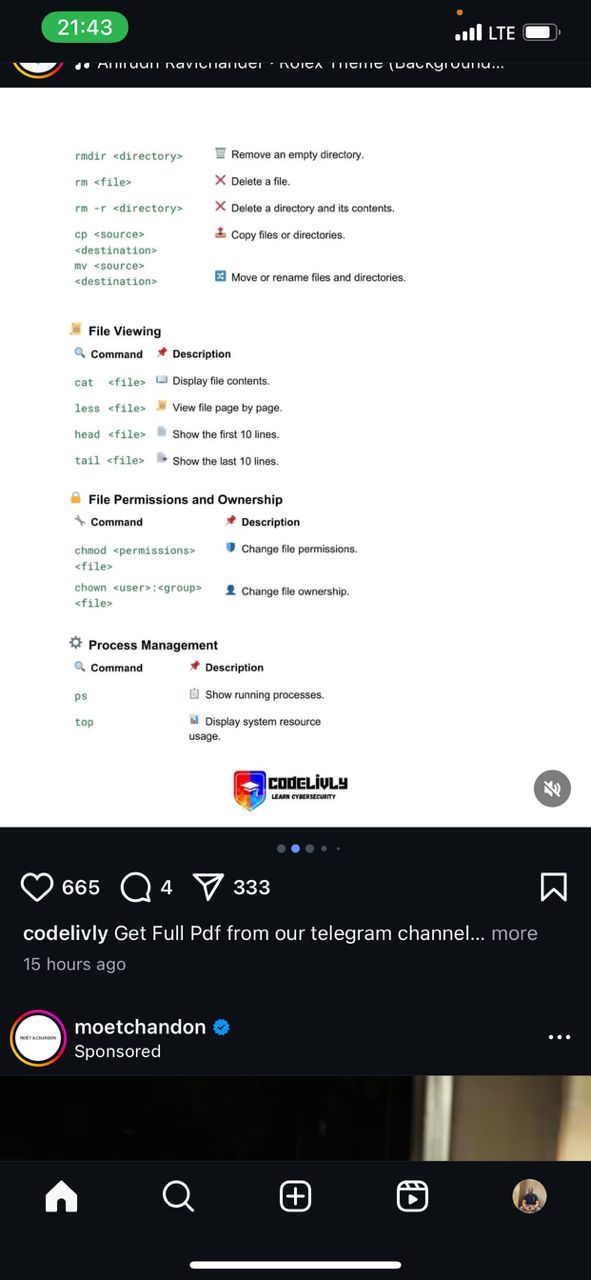 21:43
LTE
Anirudh Ravichander · Rolex Theme (Background...
rmdir <directory> Remove an empty directory.
rm <file> Delete a file.
rm -r <directory> Delete a directory and its contents.
cp <source> Copy files or directories.
<destination>
mv <source>
<destination> Move or rename files and directories.
File Viewing
Command Description
cat <file> Display file contents.
less <file> View file page by page.
head <file> Show the first 10 lines.
tail <file> Show the last 10 lines.
File Permissions and Ownership
Command Description
chmod <permissions> Change file permissions.
<file>
chown <user>:<group> Change file ownership.
<file>
Process Management
Command Description
ps Show running processes.
top Display system resource
usage.
CODELIVLY
LEARN CYBERSECURITY
665 4 333
codelivly Get Full Pdf from our telegram channel... more
15 hours ago
MOËT & CHANDON
moetchandon
Sponsored